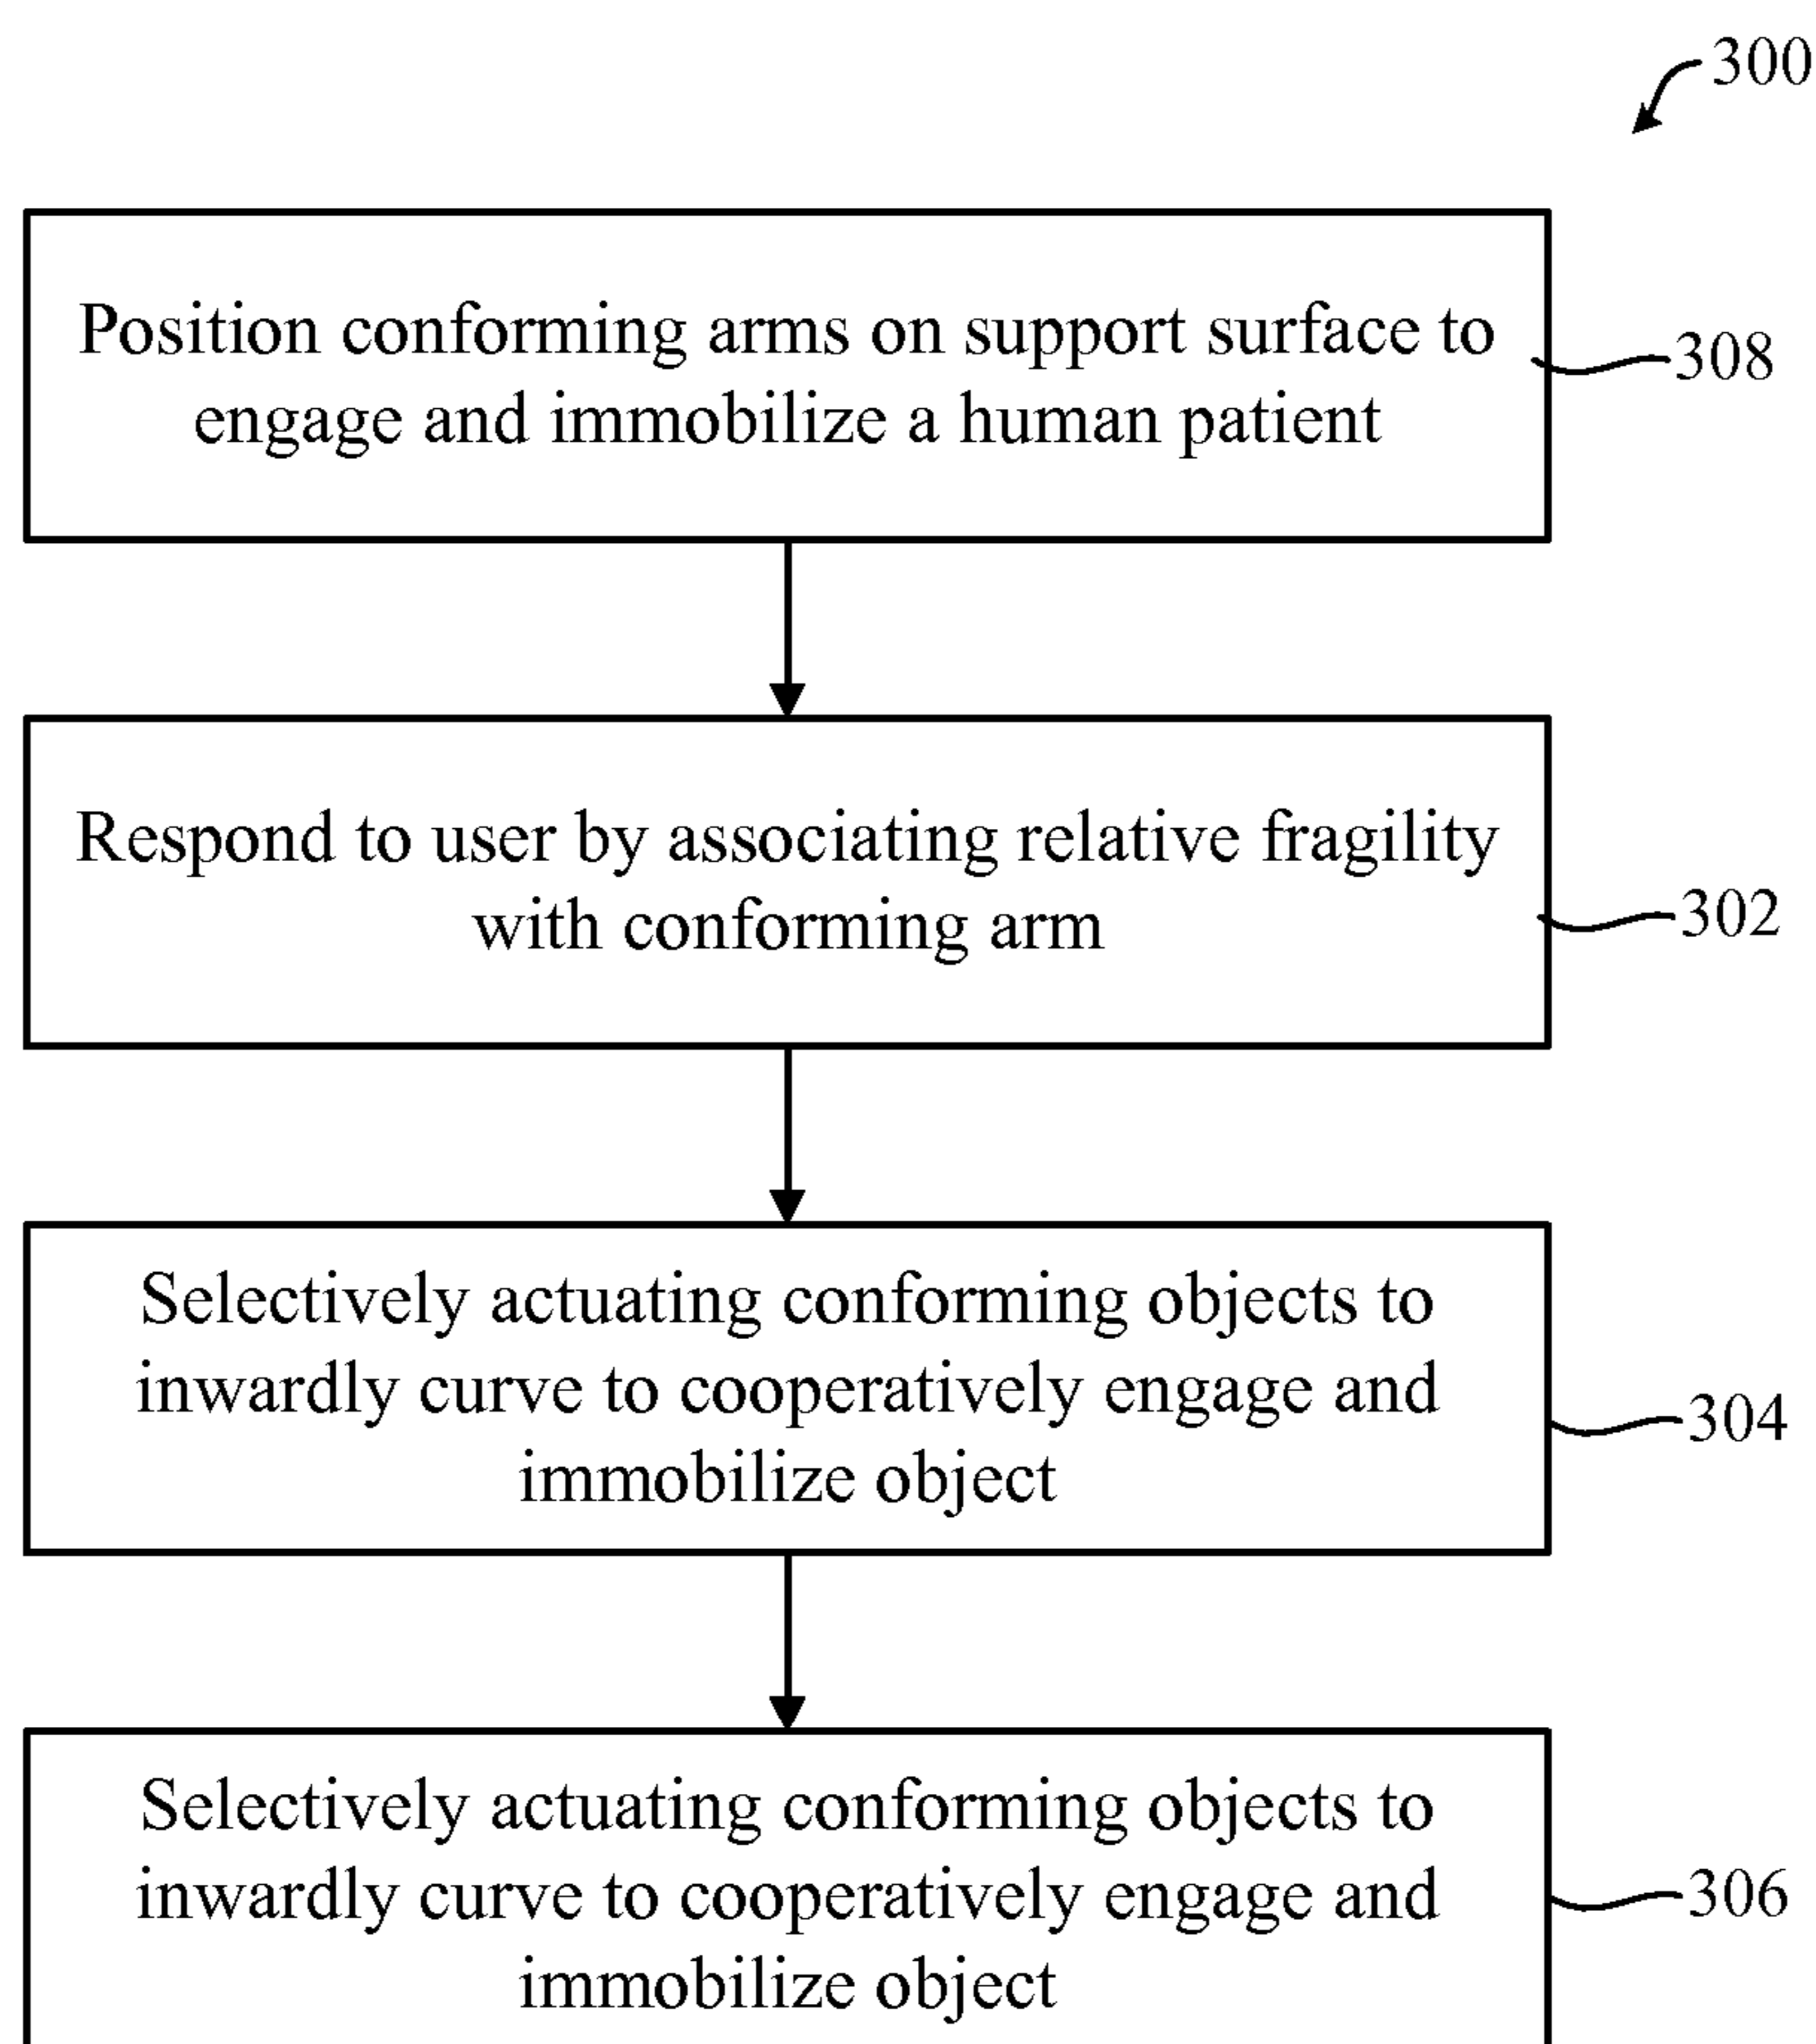 300
Position conforming arms on support surface to
engage and immobilize a human patient
308
Respond to user by associating relative fragility
with conforming arm
302
Selectively actuating conforming objects to
inwardly curve to cooperatively engage and
immobilize object
304
Selectively actuating conforming objects to
inwardly curve to cooperatively engage and
immobilize object
306